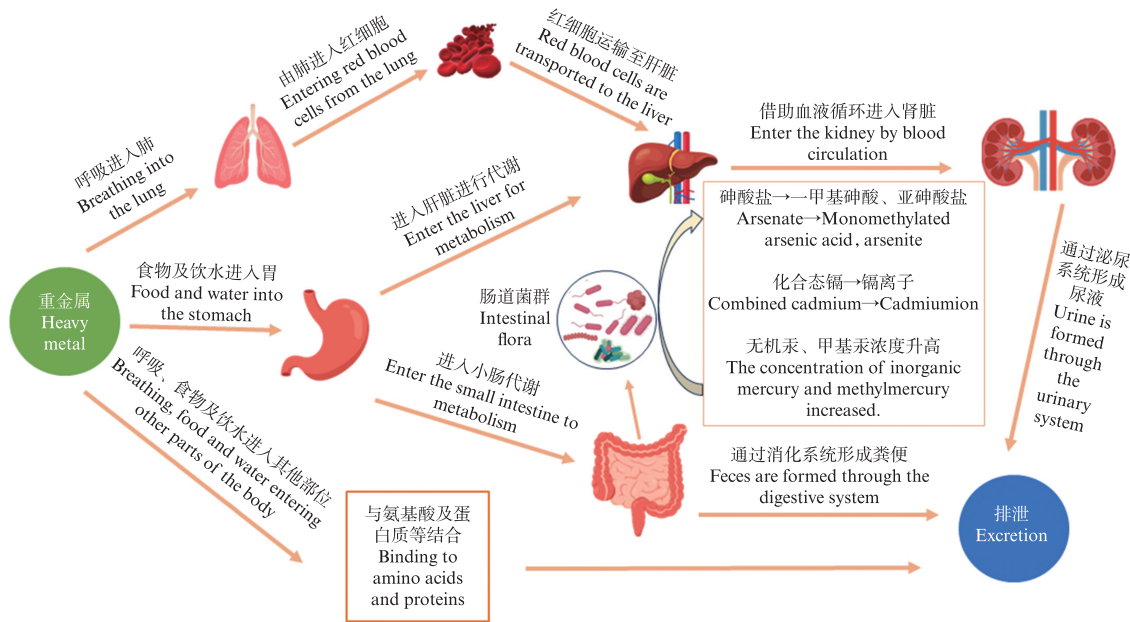 重金属
Heavy
metal
呼吸进入肺
Breathing into
the lung
由肺进入红细胞
Entering red blood
cells from the lung
红细胞运输至肝脏
Red blood cells are
transported to the liver
借助血液循环进入肾脏
Enter the kidney by blood
circulation
食物及饮水进入胃
Food and water into
the stomach
进入肝脏进行代谢
Enter the liver for
metabolism
肠道菌群
Intestinal
flora
砷酸盐→一甲基砷酸、亚砷酸盐
Arsenate→Monomethylated
arsenic acid, arsenite
化合态镉→镉离子
Combined cadmium→Cadmiumion
无机汞、甲基汞浓度升高
The concentration of inorganic
mercury and methylmercury
increased.
通过泌尿
系统形成
尿液
Urine is
formed
through
the
urinary
system
进入小肠代谢
Enter the small intestine to
metabolism
呼吸、食物及饮水进入其他部位
Breathing, food and water entering
other parts of the body
通过消化系统形成粪便
Feces are formed through the
digestive system
与氨基酸及蛋
白质等结合
Binding to
amino acids
and proteins
排泄
Excretion